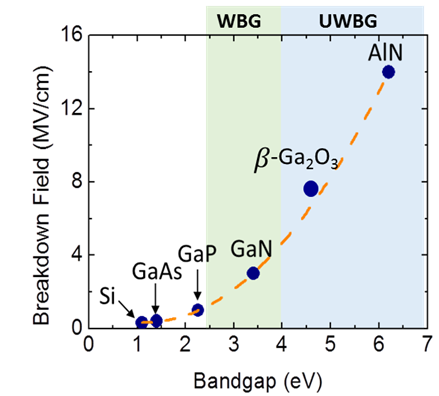 WBG UWBG
16
12
8
4
0
0 1 2 3 4 5 6 7
Breakdown Field (MV/cm)
Bandgap (eV)
Si
GaAs
GaP
GaN
β-Ga₂O₃
AlN